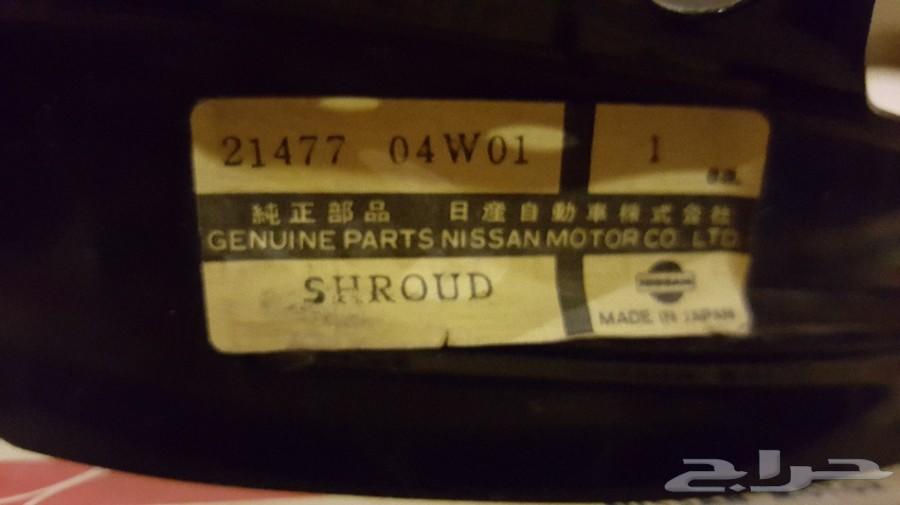 21477 04W01 1
純正部品 日産自動車株式会社
GENUINE PARTS NISSAN MOTOR CO. LTD.
SHROUD
NISSAN
MADE IN JAPAN
حراج